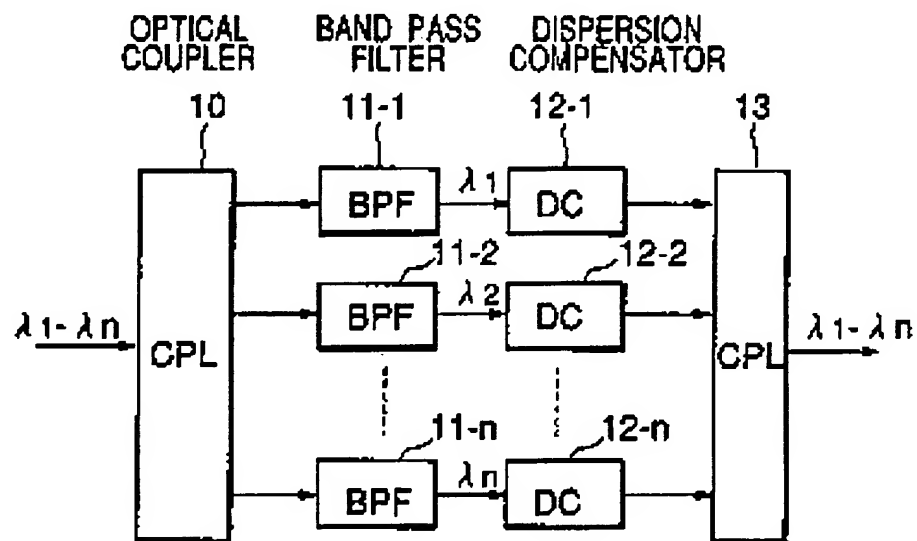 OPTICAL COUPLER
BAND PASS FILTER
DISPERSION COMPENSATOR
10
11-1
12-1
13
BPF
λ1
DC
11-2
12-2
BPF
λ2
DC
λ1-λn
CPL
CPL
λ1-λn
11-n
12-n
BPF
λn
DC